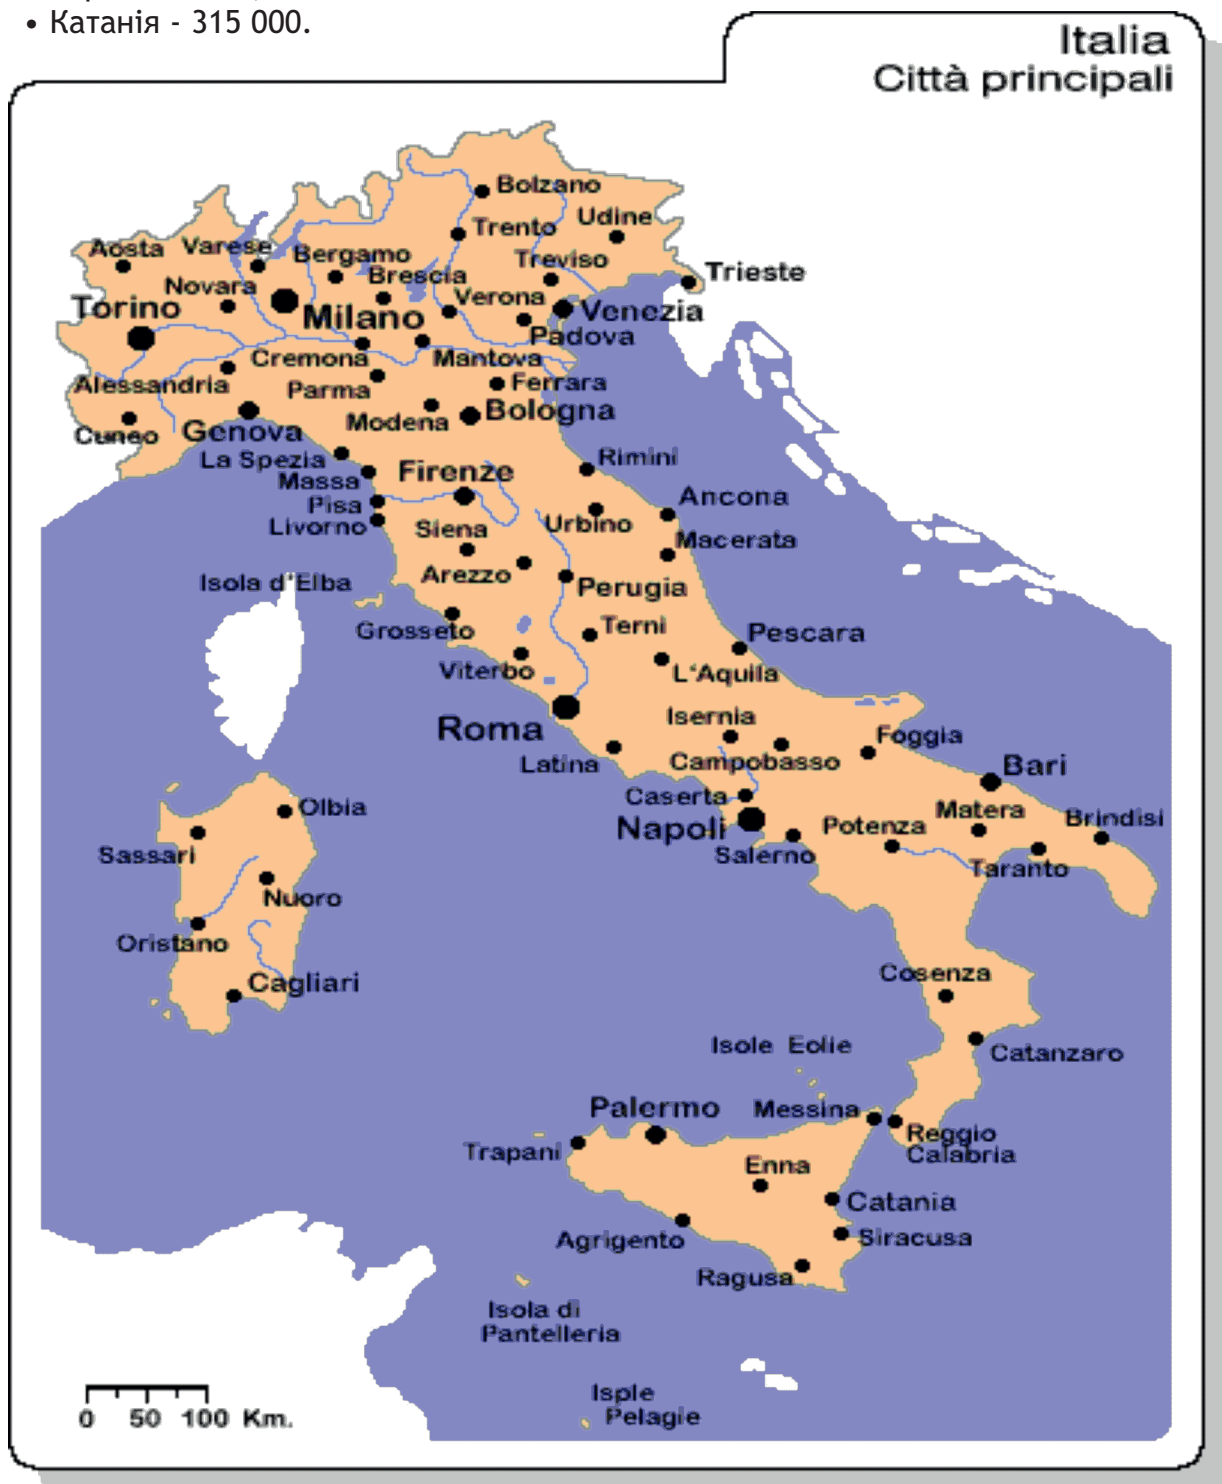 • Катанія - 315 000.
Italia
Città principali
Bolzano
Trento
Udine
Aosta
Varese
Bergamo
Treviso
Trieste
Novara
Brescia
Verona
Venezia
Torino
Milano
Padova
Cremona
Mantova
Alessandria
Parma
Ferrara
Modena
Bologna
Cuneo
Genova
La Spezia
Massa
Firenze
Rimini
Pisa
Ancona
Livorno
Siena
Urbino
Macerata
Isola d'Elba
Arezzo
Perugia
Grosseto
Terni
Pescara
Viterbo
L'Aquila
Roma
Isernia
Foggia
Latina
Campobasso
Bari
Caserta
Olbia
Napoli
Potenza
Matera
Brindisi
Sassari
Salerno
Taranto
Nuoro
Oristano
Cagliari
Cosenza
Isole Eolie
Catanzaro
Palermo
Messina
Reggio
Calabria
Trapani
Enna
Catania
Agrigento
Siracusa
Ragusa
Isola di
Pantelleria
Isple
Pelagie
0 50 100 Km.